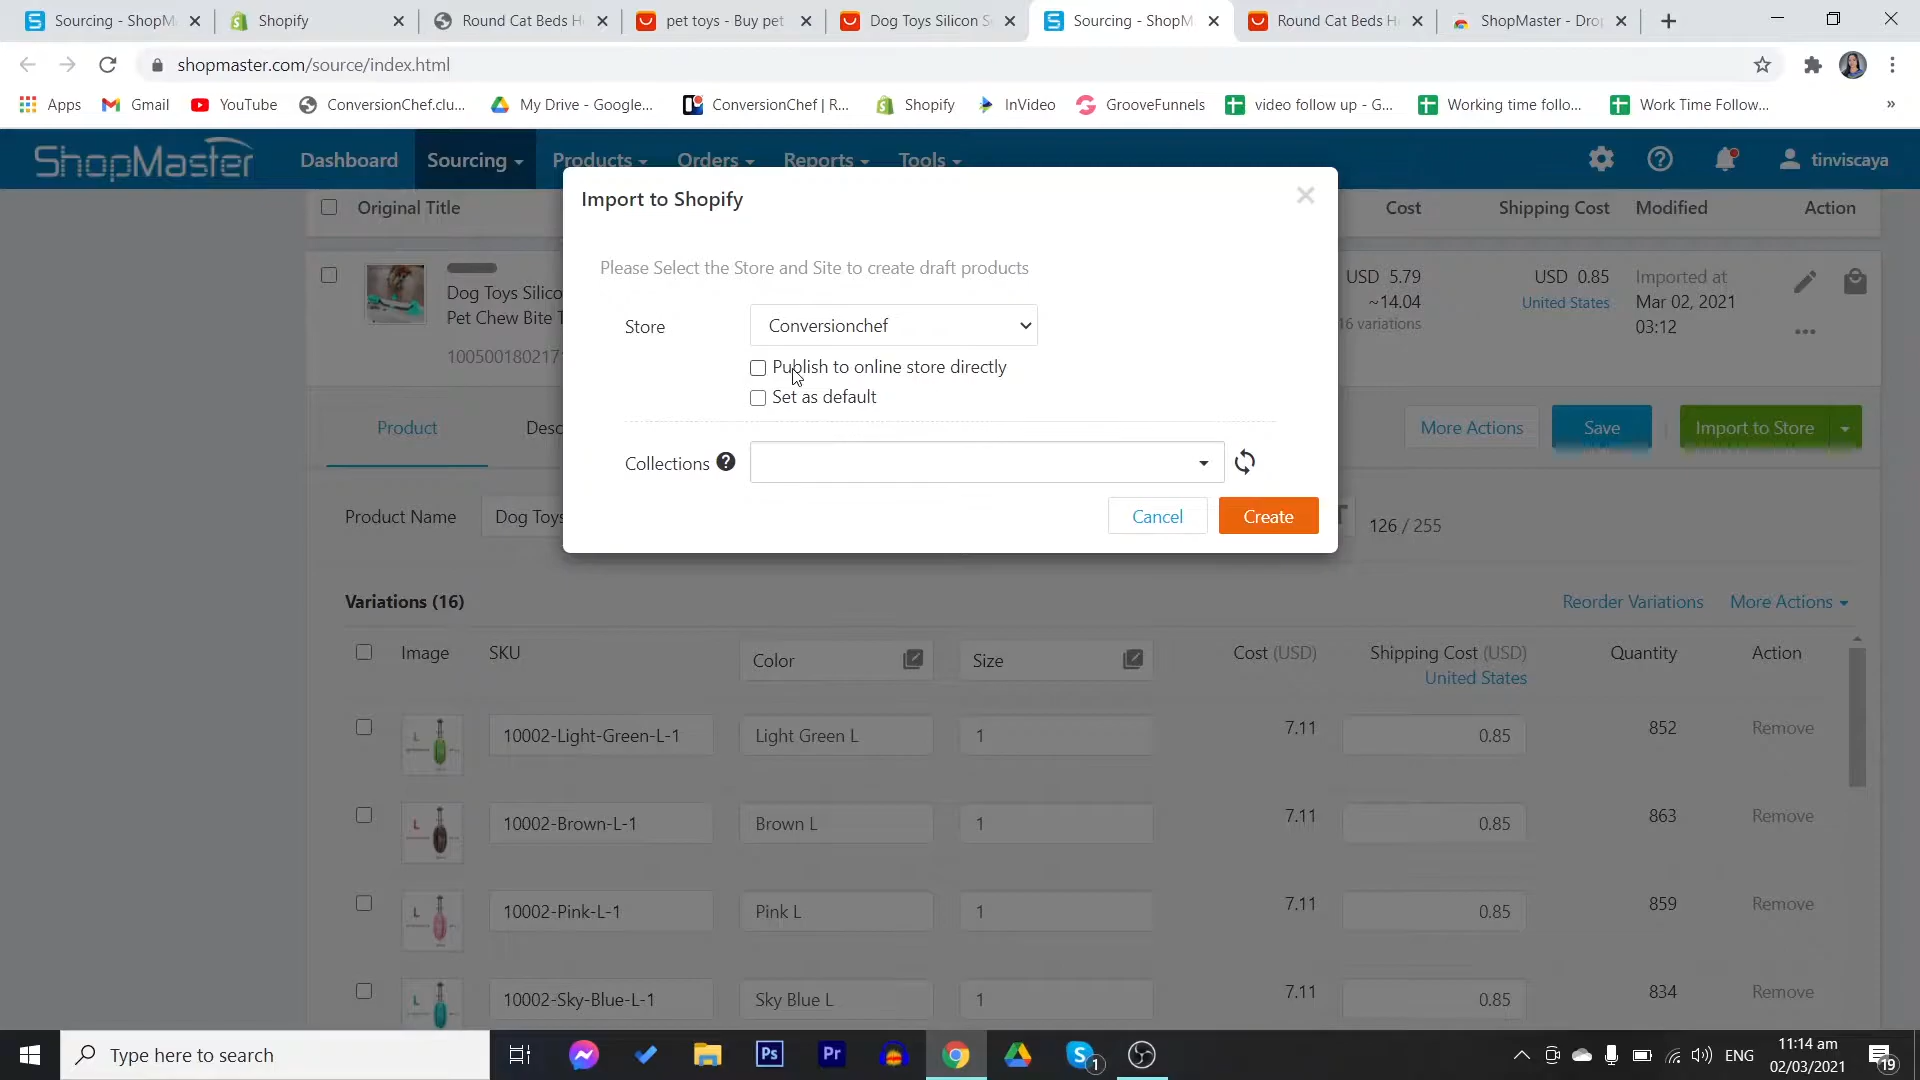 Sourcing - ShopM
Shopify
Round Cat Beds H
pet toys - Buy pet
Dog Toys Silicon S
Sourcing - ShopM
Round Cat Beds H
ShopMaster - Drop
shopmaster.com/source/index.html
Apps
Gmail
YouTube
ConversionChef.clu...
My Drive - Google...
ConversionChef | R...
Shopify
InVideo
GrooveFunnels
video follow up - G...
Working time follo...
Work Time Follow...
»
ShopMaster
Dashboard
Sourcing
Products
Orders
Reports
Tools
tinviscaya
Import to Shopify
Original Title
Cost
Shipping Cost
Modified
Action
Please Select the Store and Site to create draft products
Dog Toys Silico
Pet Chew Bite T
USD 5.79
~14.04
16 variations
USD 0.85
United States
Imported at
Mar 02, 2021
03:12
Store
Conversionchef
Publish to online store directly
Set as default
Product
Desc
More Actions
Save
Import to Store
Collections
Cancel
Create
Product Name
Dog Toys
126 / 255
Variations (16)
Reorder Variations
More Actions
Image
SKU
Color
Size
Cost (USD)
Shipping Cost (USD)
United States
Quantity
Action
10002-Light-Green-L-1
Light Green L
1
7.11
0.85
852
Remove
10002-Brown-L-1
Brown L
1
7.11
0.85
863
Remove
10002-Pink-L-1
Pink L
1
7.11
0.85
859
Remove
10002-Sky-Blue-L-1
Sky Blue L
1
7.11
0.85
834
Remove
Type here to search
Ps
Pr
1
ENG
11:14 am
02/03/2021
19